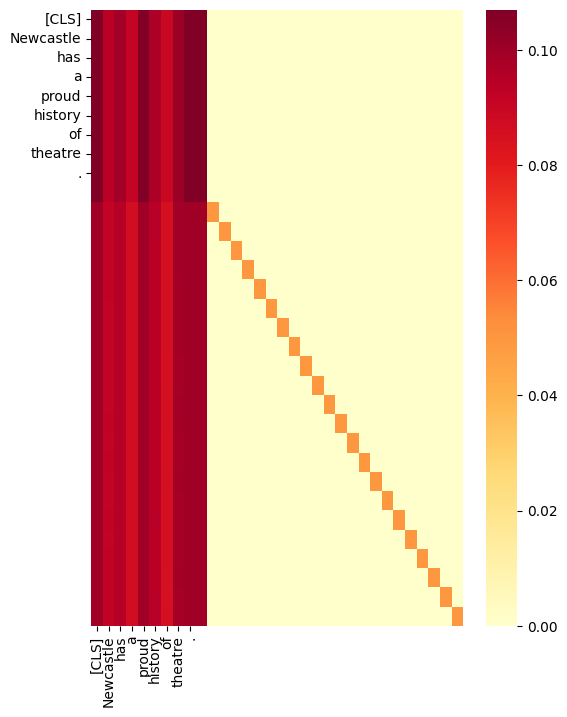 [CLS]
Newcastle
has
a
proud
history
of
theatre
.
0.10
0.08
0.06
0.04
0.02
0.00
[CLS]
Newcastle
has
a
proud
history
of
theatre
.